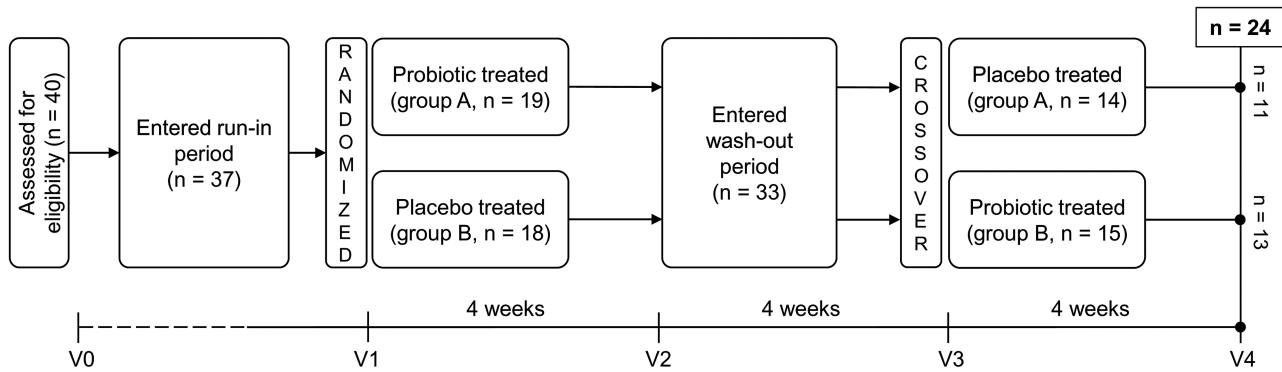 n = 24
Assessed for
eligibility (n = 40)
Entered run-in
period
(n = 37)
RANDOMIZED
Probiotic treated
(group A, n = 19)
Placebo treated
(group B, n = 18)
Entered
wash-out
period
(n = 33)
CROSSOVER
Placebo treated
(group A, n = 14)
Probiotic treated
(group B, n = 15)
n = 11
n = 13
4 weeks
4 weeks
4 weeks
V0
V1
V2
V3
V4